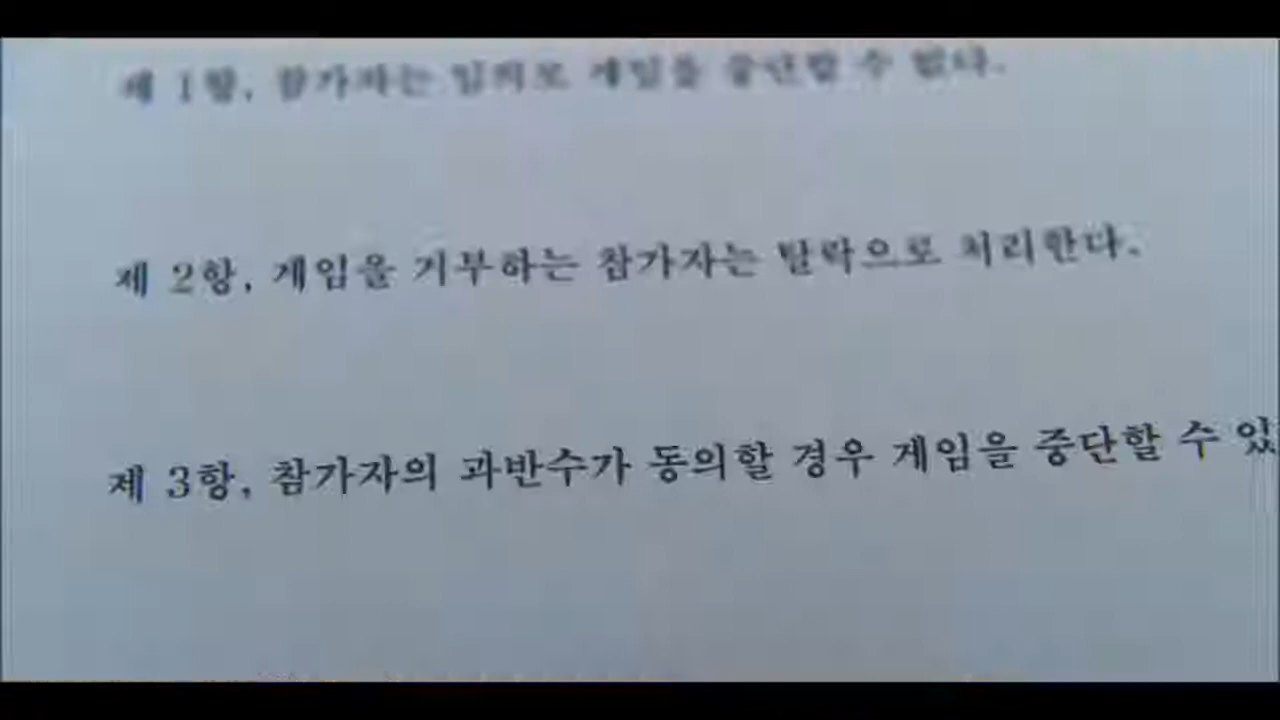 제 1항, 참가자는 임의로 게임을 중단할 수 없다.
제 2항, 게임을 거부하는 참가자는 탈락으로 처리한다.
제 3항, 참가자의 과반수가 동의할 경우 게임을 중단할 수 있